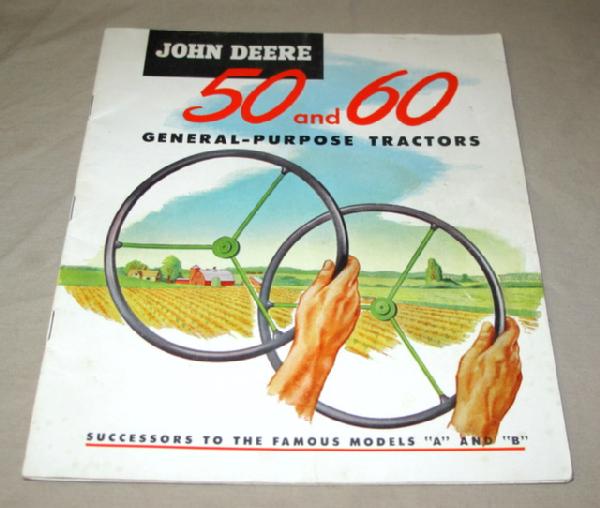 JOHN DEERE
50 and 60
GENERAL-PURPOSE TRACTORS
SUCCESSORS TO THE FAMOUS MODELS "A" AND "B"